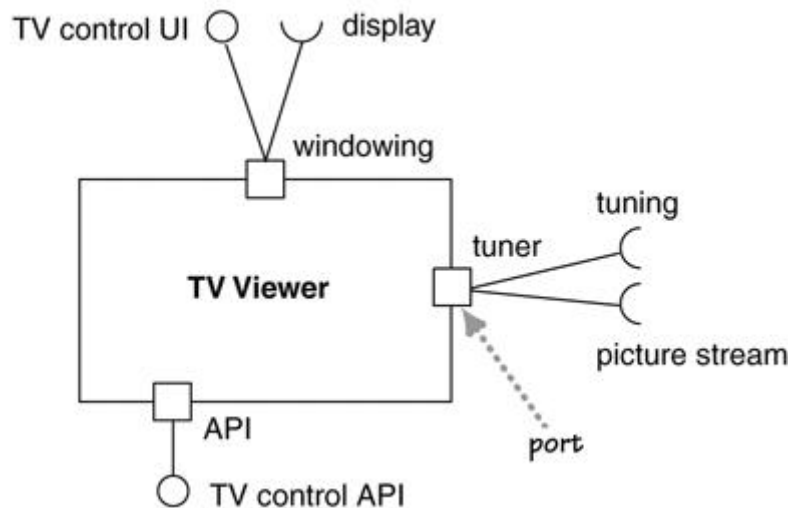 TV control UI
display
windowing
tuning
tuner
TV Viewer
picture stream
API
port
TV control API